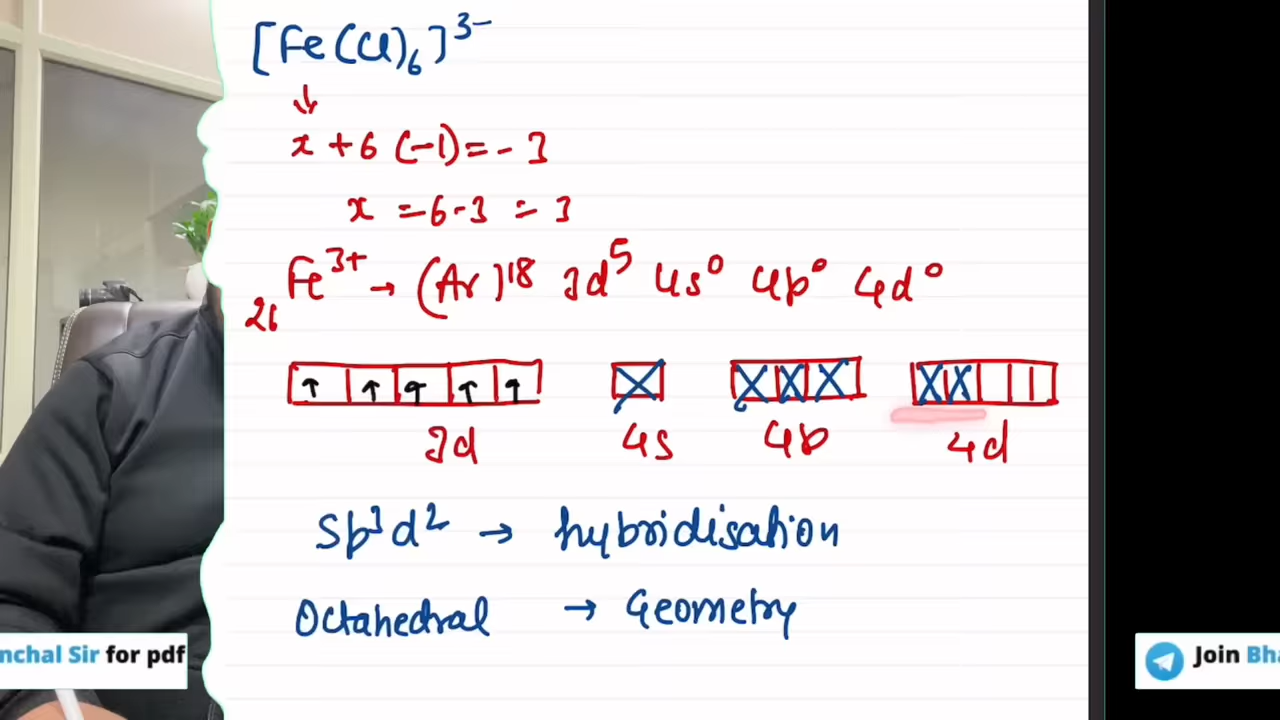 [Fe(Cl)6]3-
↓
x + 6 (-1) = -3
x = 6-3 = 3
26Fe3+ → (Ar)18 3d5 4s0 4p0 4d0
↑ ↑ ↑ ↑ ↑ X X X X X X
3d 4s 4p 4d
Sp3d2 → hybridisation
Octahedral → Geometry
nchal Sir for pdf
Join Bha